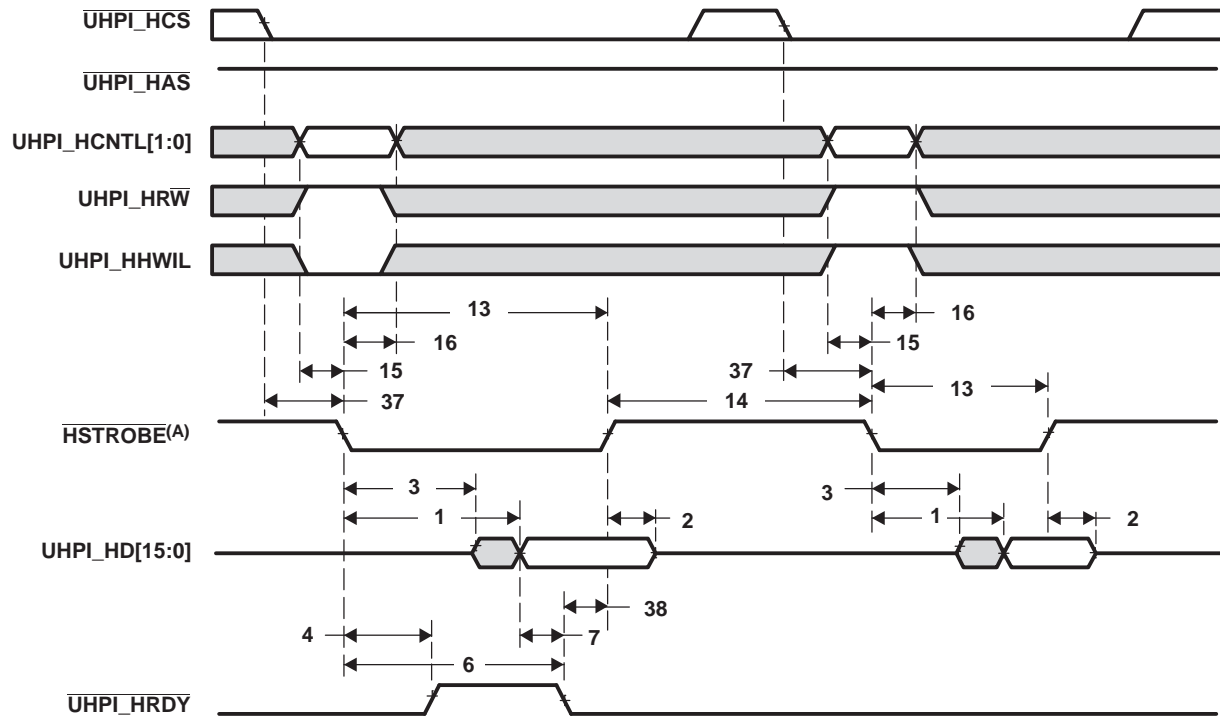 UHPI_HCS
UHPI_HAS
UHPI_HCNTL[1:0]
UHPI_HRW
UHPI_HHWIL
13
16
16
15
15
37
37
13
14
HSTROBE(A)
3
3
1
2
1
2
UHPI_HD[15:0]
38
4
7
6
UHPI_HRDY